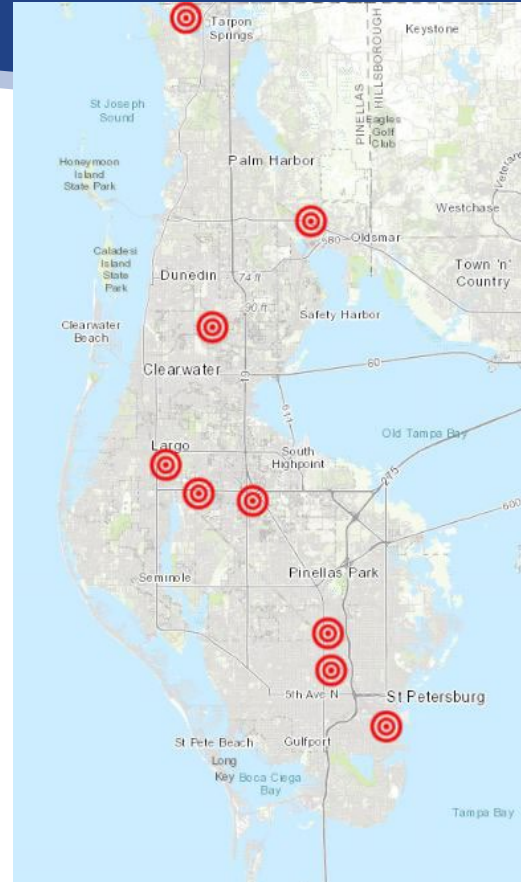 Tarpon
Springs
Keystone
PINELLAS
HILLSBOROUGH
St Joseph
Sound
Eagles
Golf
Club
Palm Harbor
Honeymoon
Island
State Park
Westchase
580
Oldsmar
Caladesi
Island
State
Park
Dunedin
74 ft
Town 'n'
Country
90 ft
Safety Harbor
Clearwater
Beach
Clearwater
19
60
611
Old Tampa Bay
Largo
South
Highpoint
275
600
Seminole
Pinellas Park
5th Ave N
St Petersburg
St Pete Beach
Gulfport
Long
Key
Boca Ciega
Bay
Tampa Bay